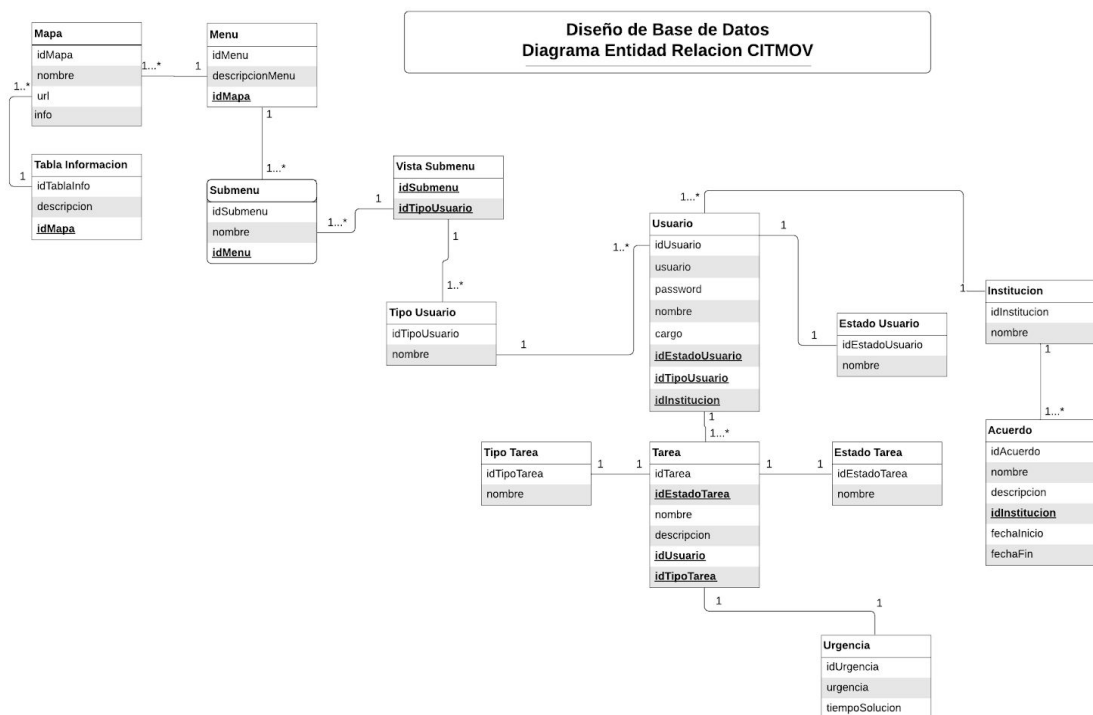 Diseño de Base de Datos
Diagrama Entidad Relacion CITMOV
Mapa
idMapa
nombre
url
info
1...*
1
Menu
idMenu
descripcionMenu
idMapa
1..*
1
Tabla Informacion
idTablaInfo
descripcion
idMapa
1
1...*
Submenu
idSubmenu
nombre
idMenu
1...*
1
Vista Submenu
idSubmenu
idTipoUsuario
1
1..*
Tipo Usuario
idTipoUsuario
nombre
1
1..*
1...*
Usuario
idUsuario
usuario
password
nombre
cargo
idEstadoUsuario
idTipoUsuario
idInstitucion
1
1
Estado Usuario
idEstadoUsuario
nombre
1
Institucion
idInstitucion
nombre
1
1...*
Acuerdo
idAcuerdo
nombre
descripcion
idInstitucion
fechaInicio
fechaFin
1
1...*
Tipo Tarea
idTipoTarea
nombre
1
1
Tarea
idTarea
idEstadoTarea
nombre
descripcion
idUsuario
idTipoTarea
1
1
Estado Tarea
idEstadoTarea
nombre
1
1
Urgencia
idUrgencia
urgencia
tiempoSolucion